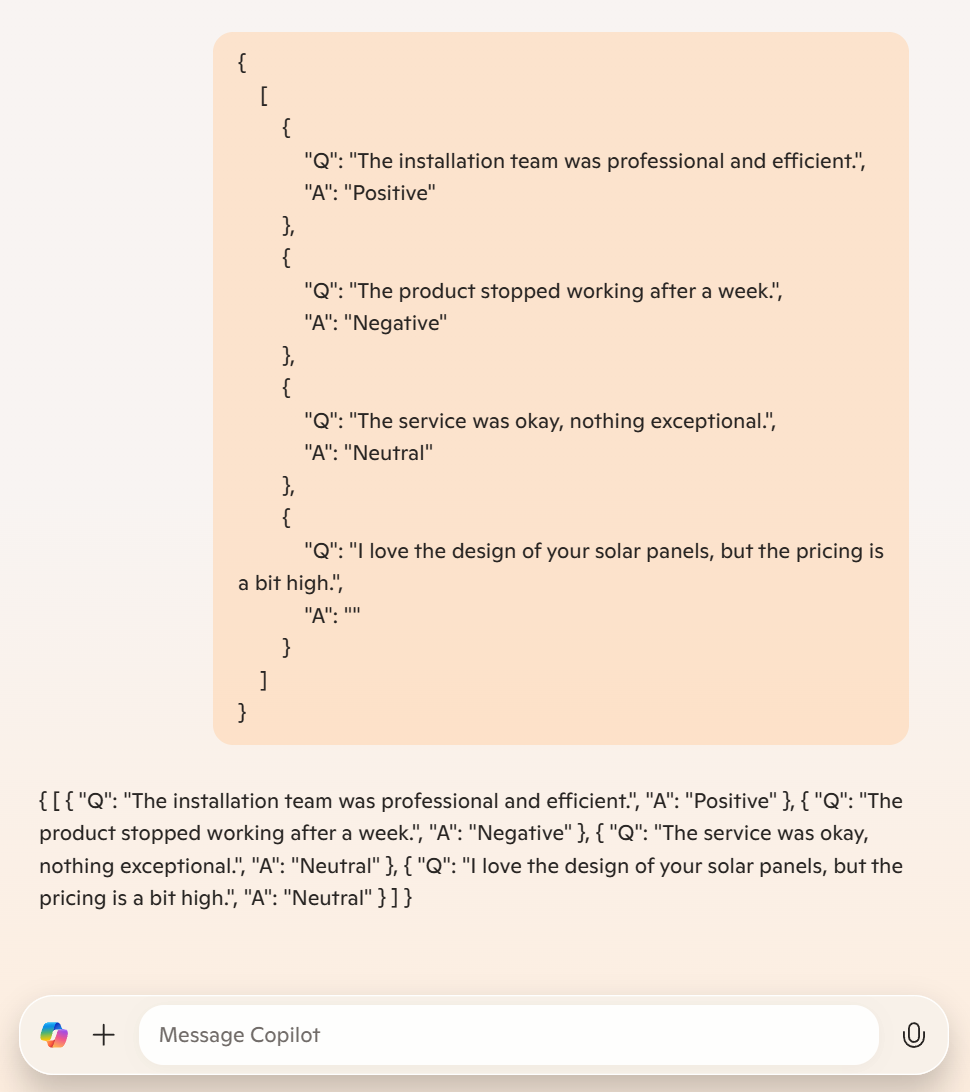 {
[
{
"Q": "The installation team was professional and efficient.",
"A": "Positive"
},
{
"Q": "The product stopped working after a week.",
"A": "Negative"
},
{
"Q": "The service was okay, nothing exceptional.",
"A": "Neutral"
},
{
"Q": "I love the design of your solar panels, but the pricing is
a bit high.",
"A": ""
}
]
}
{ [ { "Q": "The installation team was professional and efficient.", "A": "Positive" }, { "Q": "The
product stopped working after a week.", "A": "Negative" }, { "Q": "The service was okay,
nothing exceptional.", "A": "Neutral" }, { "Q": "I love the design of your solar panels, but the
pricing is a bit high.", "A": "Neutral" } ] }
Message Copilot